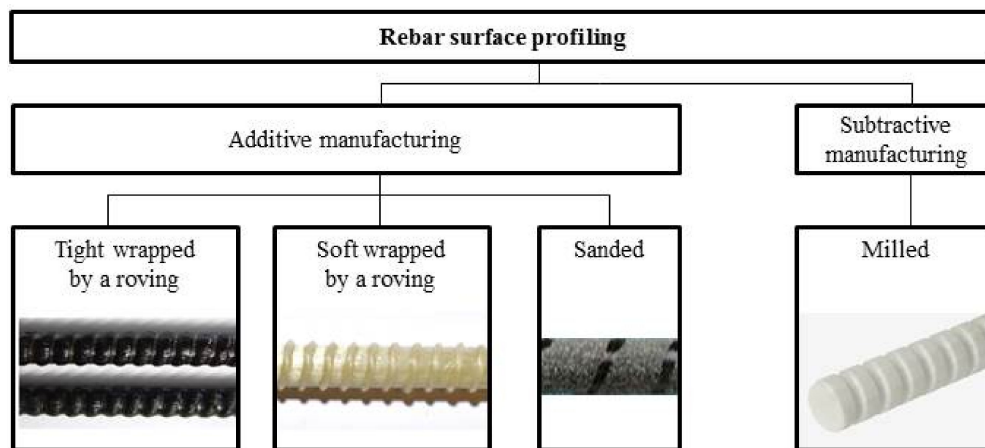 Rebar surface profiling
Additive manufacturing
Subtractive
manufacturing
Tight wrapped
by a roving
Soft wrapped
by a roving
Sanded
Milled